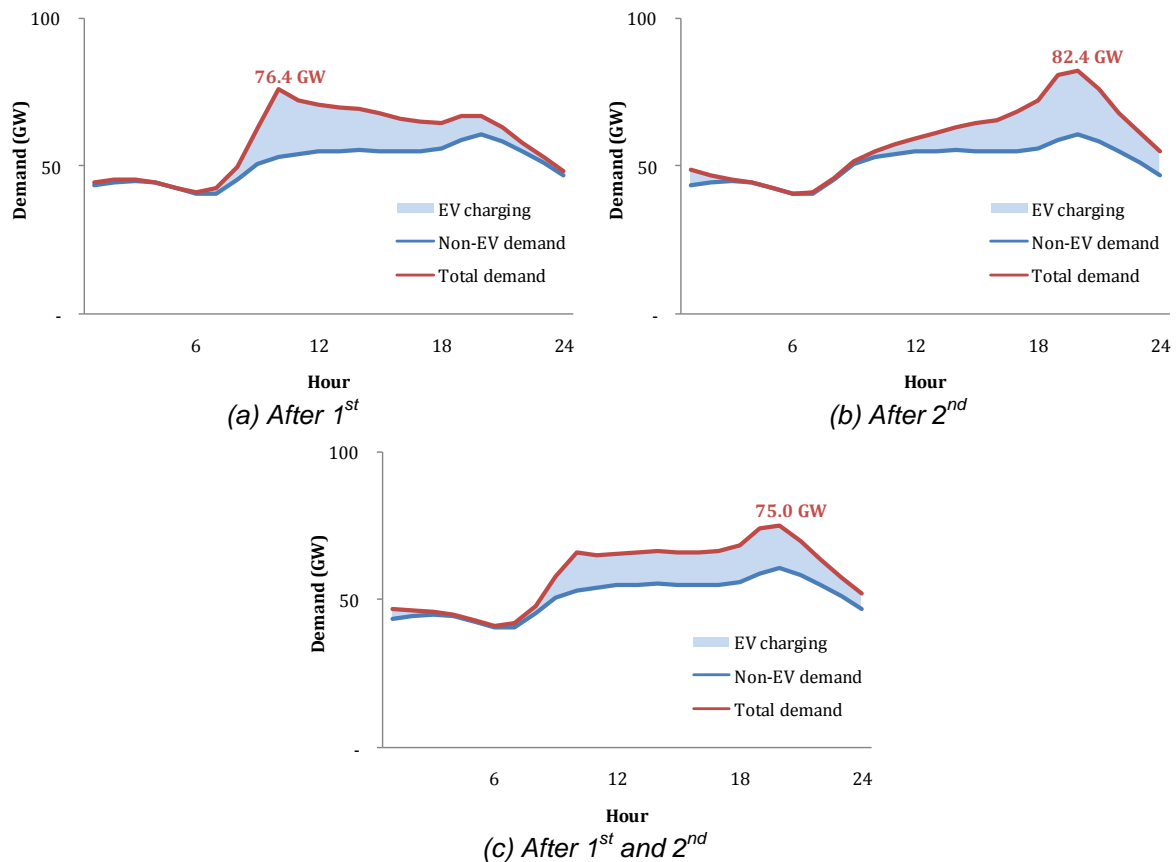 100
76.4 GW
Demand (GW)
50
EV charging
Non-EV demand
Total demand
-
6 12 18 24
Hour
(a) After 1st
100
82.4 GW
Demand (GW)
50
EV charging
Non-EV demand
Total demand
-
6 12 18 24
Hour
(b) After 2nd
100
75.0 GW
Demand (GW)
50
EV charging
Non-EV demand
Total demand
-
6 12 18 24
Hour
(c) After 1st and 2nd